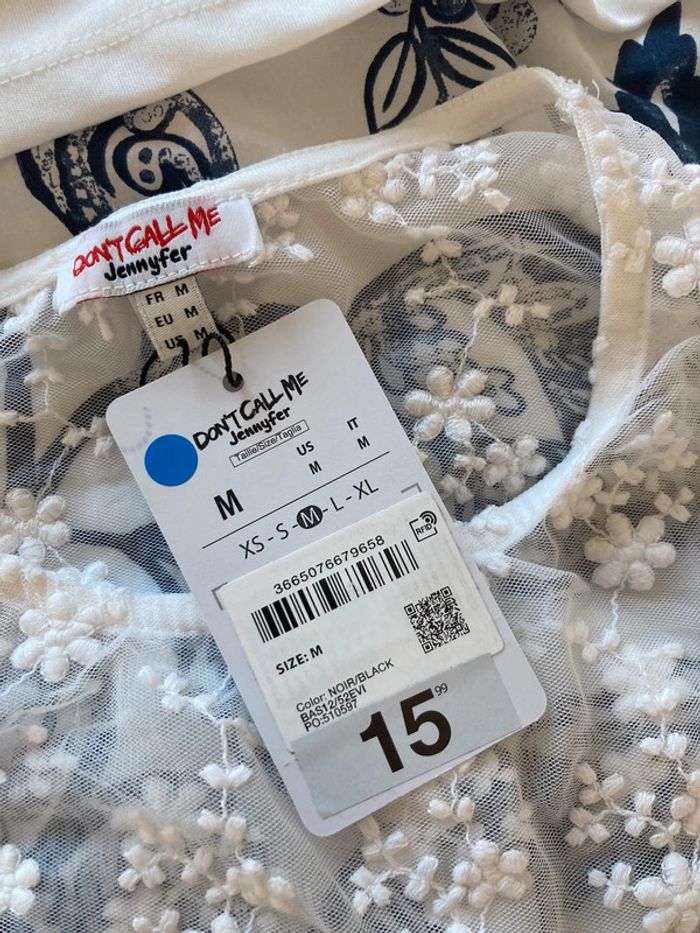 DON'T CALL ME
Jennyfer
FR M
EU M
US M
DON'T CALL ME
Jennyfer
Taille/Size/Taglia
M
US
M
IT
M
XS-S-M-L-XL
RFID
3665076679658
SIZE: M
Color: NOIR/BLACK
BAS12/52EVI
PO:510597
15,99